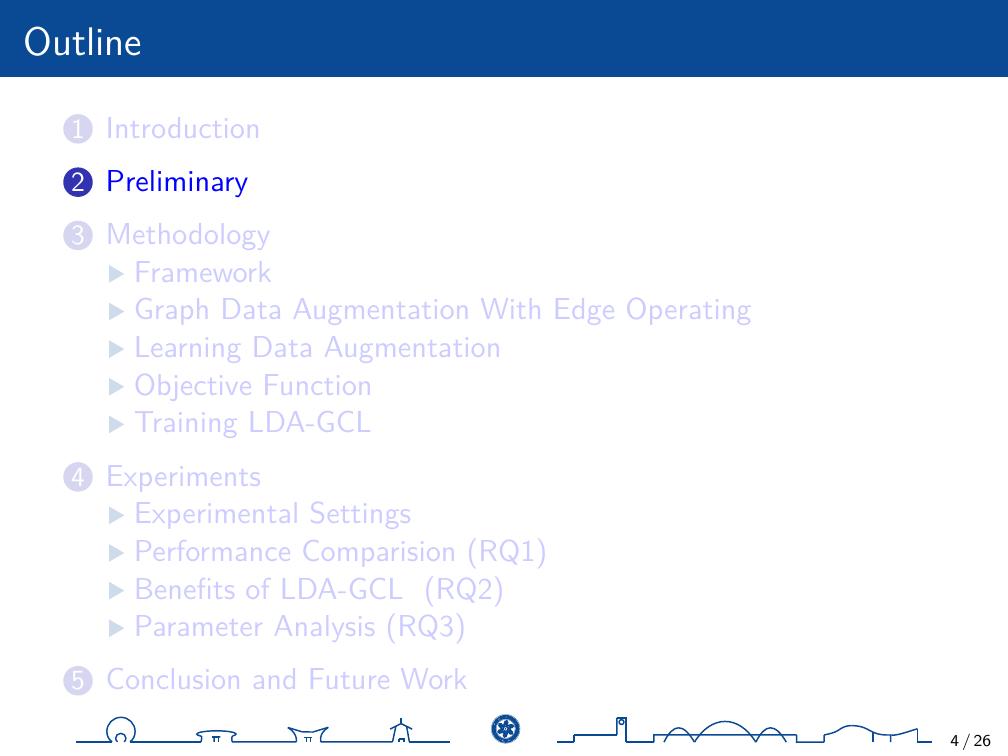 Outline
1 Introduction
2 Preliminary
3 Methodology
▶ Framework
▶ Graph Data Augmentation With Edge Operating
▶ Learning Data Augmentation
▶ Objective Function
▶ Training LDA-GCL
4 Experiments
▶ Experimental Settings
▶ Performance Comparision (RQ1)
▶ Benefits of LDA-GCL (RQ2)
▶ Parameter Analysis (RQ3)
5 Conclusion and Future Work
4 / 26